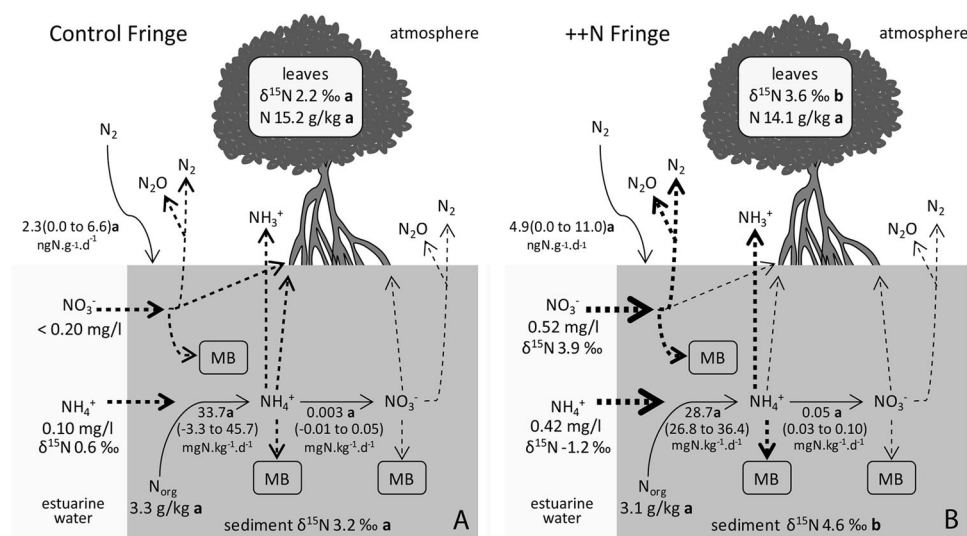 Control Fringe
atmosphere
leaves
δ¹⁵N 2.2 ‰ a
N 15.2 g/kg a
N₂
N₂
N₂O
2.3(0.0 to 6.6)a
ngN.g⁻¹.d⁻¹
NH₃⁺
N₂
N₂O
NO₃⁻
< 0.20 mg/l
MB
NH₄⁺
0.10 mg/l
δ¹⁵N 0.6 ‰
33.7a
(-3.3 to 45.7)
mgN.kg⁻¹.d⁻¹
NH₄⁺
0.003 a
(-0.01 to 0.05)
mgN.kg⁻¹.d⁻¹
NO₃⁻
MB
MB
Norg
3.3 g/kg a
estuarine
water
sediment δ¹⁵N 3.2 ‰ a
A
++N Fringe
atmosphere
leaves
δ¹⁵N 3.6 ‰ b
N 14.1 g/kg a
N₂
N₂
N₂O
4.9(0.0 to 11.0)a
ngN.g⁻¹.d⁻¹
NH₃⁺
N₂
N₂O
NO₃⁻
0.52 mg/l
δ¹⁵N 3.9 ‰
MB
NH₄⁺
0.42 mg/l
δ¹⁵N -1.2 ‰
28.7a
(26.8 to 36.4)
mgN.kg⁻¹.d⁻¹
NH₄⁺
0.05 a
(0.03 to 0.10)
mgN.kg⁻¹.d⁻¹
NO₃⁻
MB
MB
Norg
3.1 g/kg a
estuarine
water
sediment δ¹⁵N 4.6 ‰ b
B